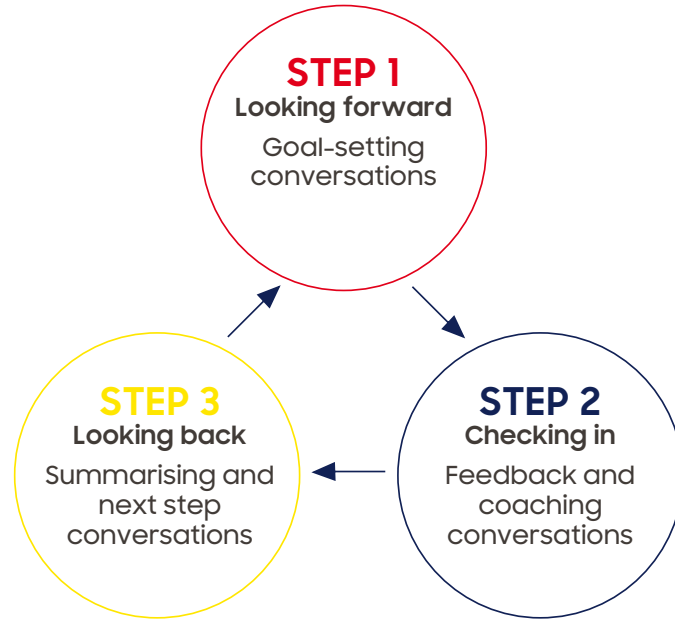 STEP 1
Looking forward
Goal-setting
conversations
STEP 2
Checking in
Feedback and
coaching
conversations
STEP 3
Looking back
Summarising and
next step
conversations